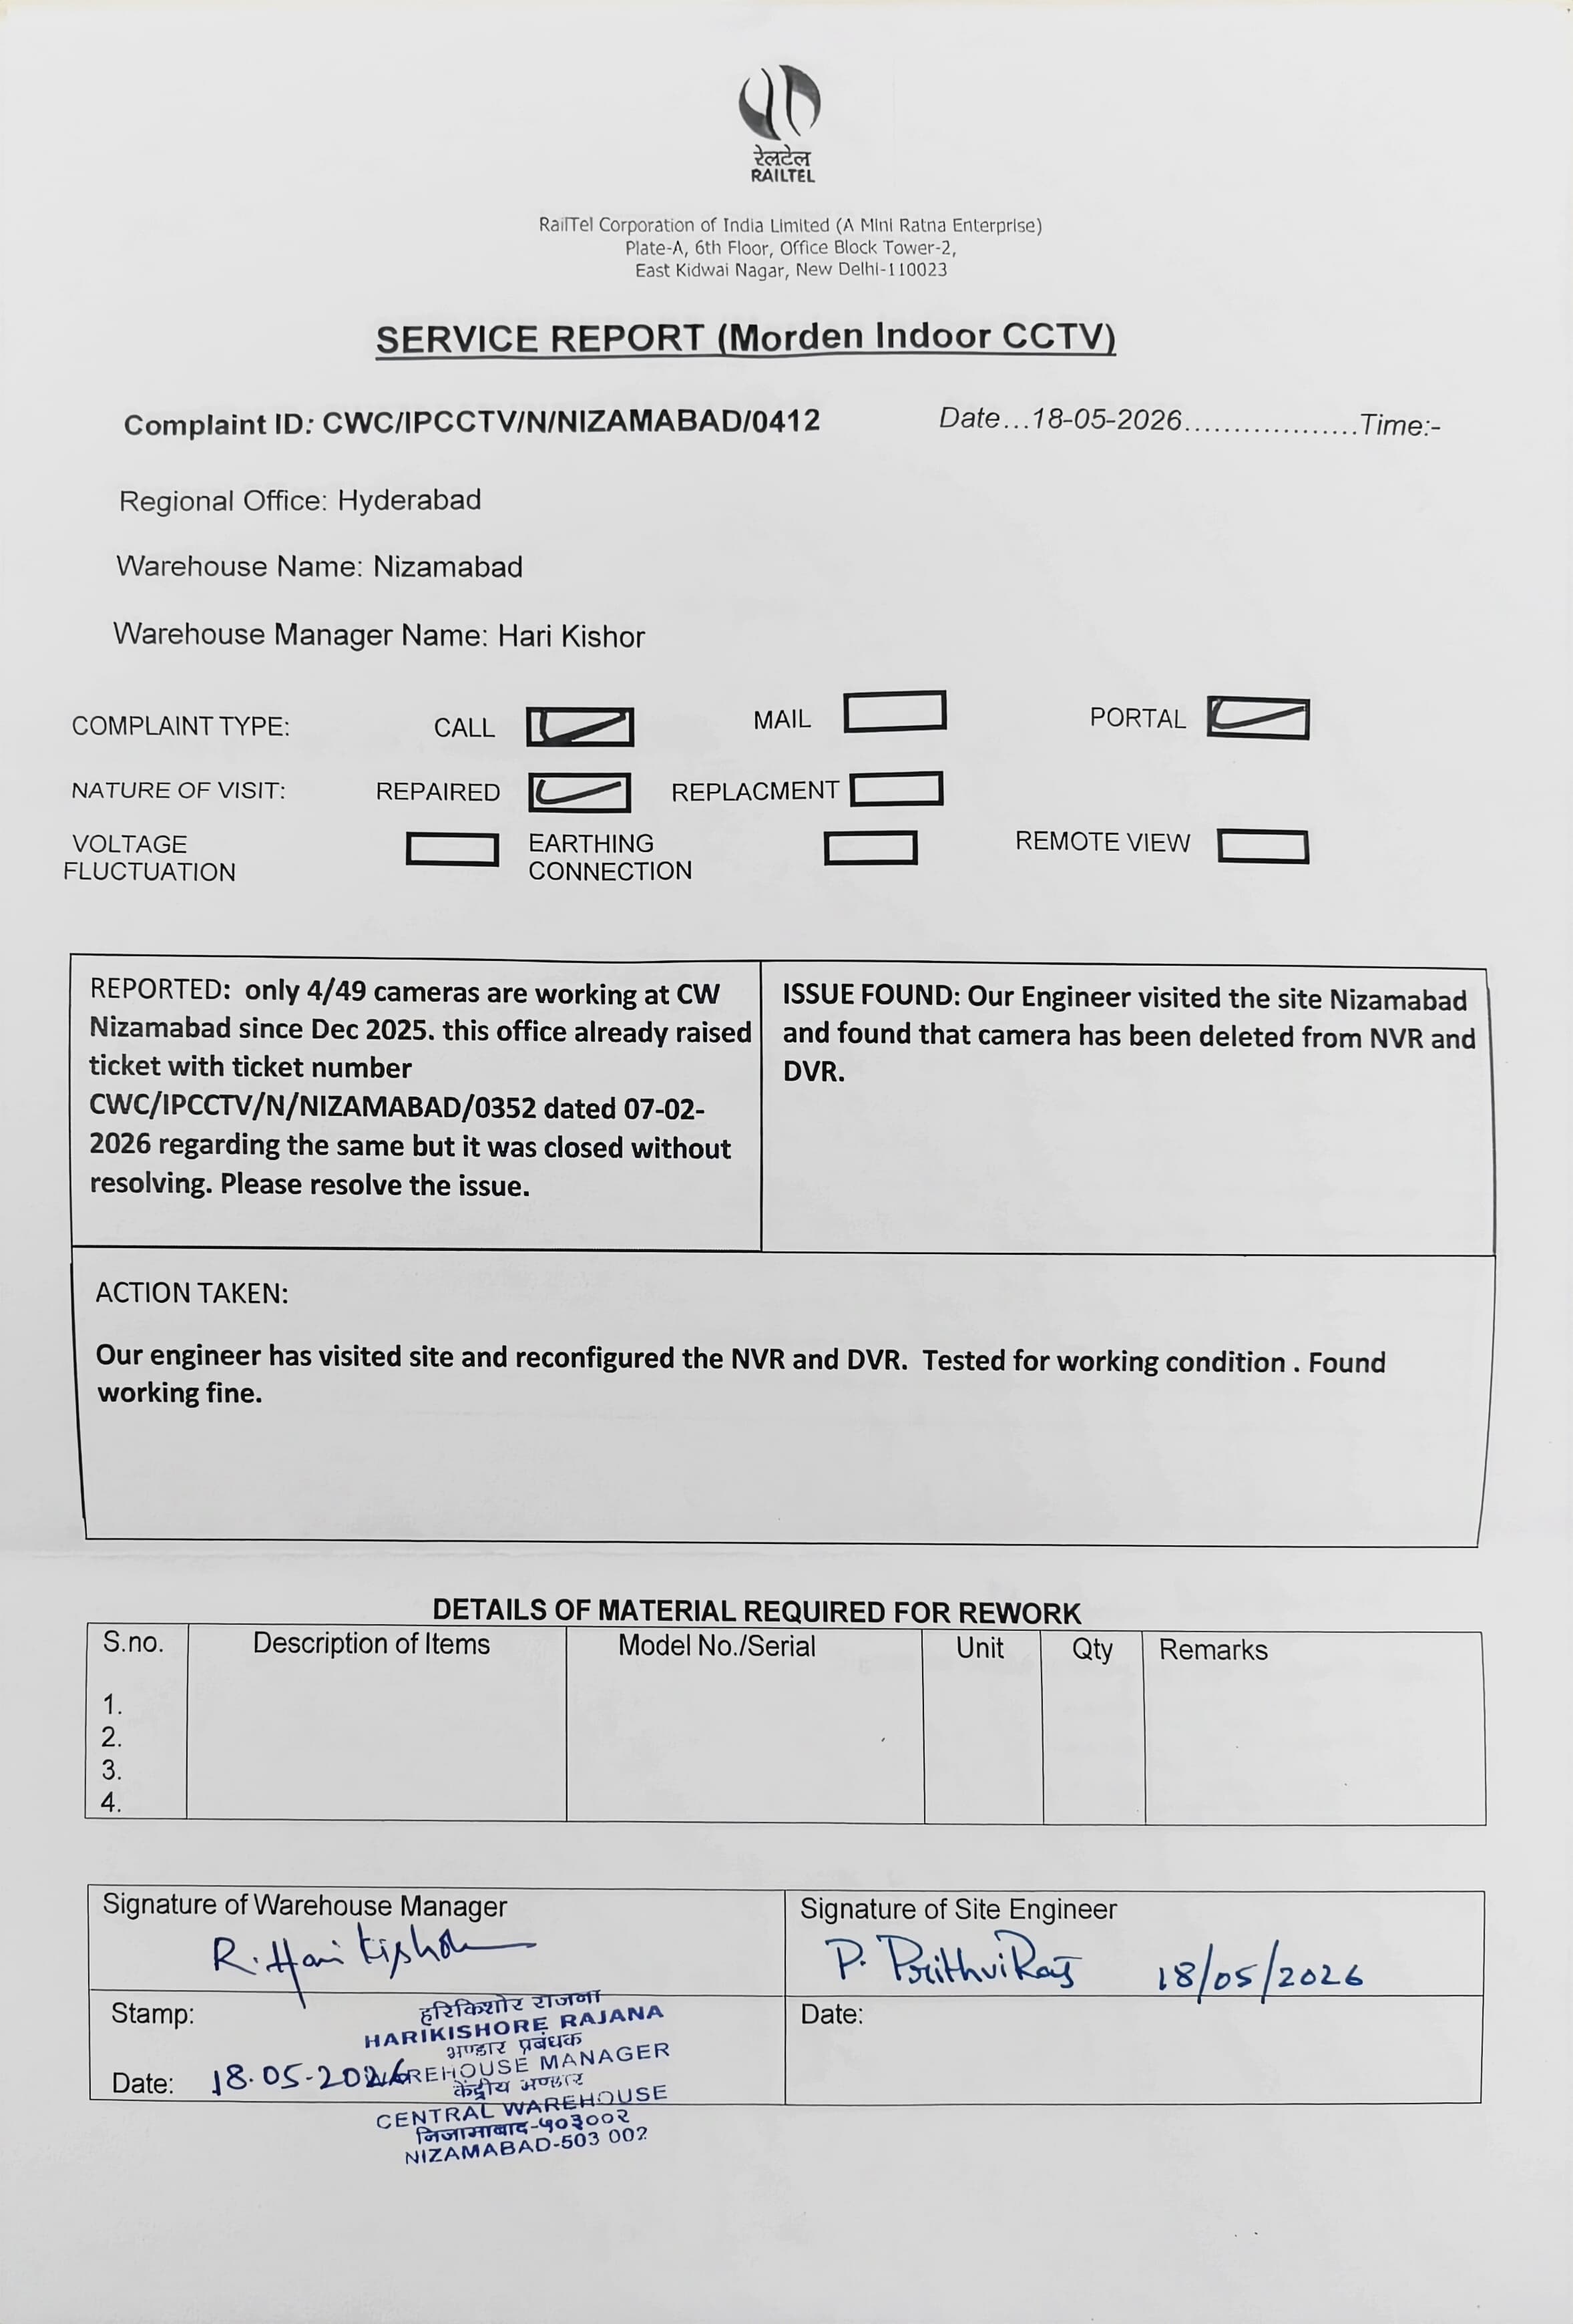 रेलटेल
RAILTEL
RailTel Corporation of India Limited (A Mini Ratna Enterprise)
Plate-A, 6th Floor, Office Block Tower-2,
East Kidwai Nagar, New Delhi-110023
SERVICE REPORT (Morden Indoor CCTV)
Complaint ID: CWC/IPCCTV/N/NIZAMABAD/0412 Date...18-05-2026..................Time:-
Regional Office: Hyderabad
Warehouse Name: Nizamabad
Warehouse Manager Name: Hari Kishor
COMPLAINT TYPE: CALL MAIL PORTAL
NATURE OF VISIT: REPAIRED REPLACMENT
VOLTAGE FLUCTUATION EARTHING CONNECTION REMOTE VIEW
REPORTED: only 4/49 cameras are working at CW
Nizamabad since Dec 2025. this office already raised
ticket with ticket number
CWC/IPCCTV/N/NIZAMABAD/0352 dated 07-02-
2026 regarding the same but it was closed without
resolving. Please resolve the issue.
ISSUE FOUND: Our Engineer visited the site Nizamabad
and found that camera has been deleted from NVR and
DVR.
ACTION TAKEN:
Our engineer has visited site and reconfigured the NVR and DVR. Tested for working condition . Found
working fine.
DETAILS OF MATERIAL REQUIRED FOR REWORK
S.no. Description of Items Model No./Serial Unit Qty Remarks
1.
2.
3.
4.
Signature of Warehouse Manager
R. Hari Kishor
Signature of Site Engineer
P. PrithviRaj 18/05/2026
Stamp:
Date: 18.05-2026
हरिकिशोर राजना
HARIKISHORE RAJANA
भण्डार प्रबंधक
WAREHOUSE MANAGER
केंद्रीय भण्डार
CENTRAL WAREHOUSE
निजामाबाद-५०३००२
NIZAMABAD-503 002
Date: